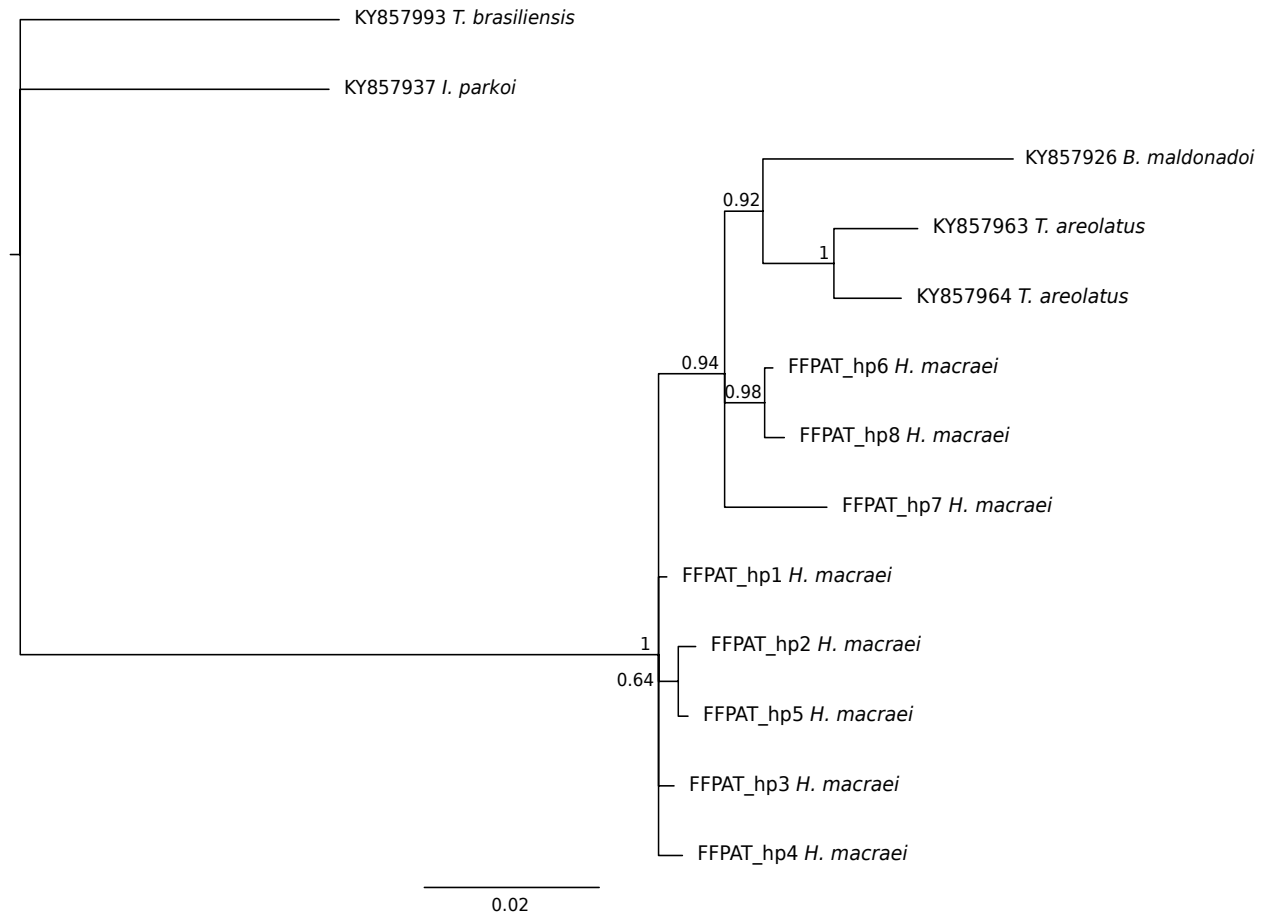 KY857993 T. brasiliensis
KY857937 I. parkoi
KY857926 B. maldonadoi
0.92
KY857963 T. areolatus
1
KY857964 T. areolatus
0.94
FFPAT_hp6 H. macraei
0.98
FFPAT_hp8 H. macraei
FFPAT_hp7 H. macraei
FFPAT_hp1 H. macraei
1
FFPAT_hp2 H. macraei
0.64
FFPAT_hp5 H. macraei
FFPAT_hp3 H. macraei
FFPAT_hp4 H. macraei
0.02